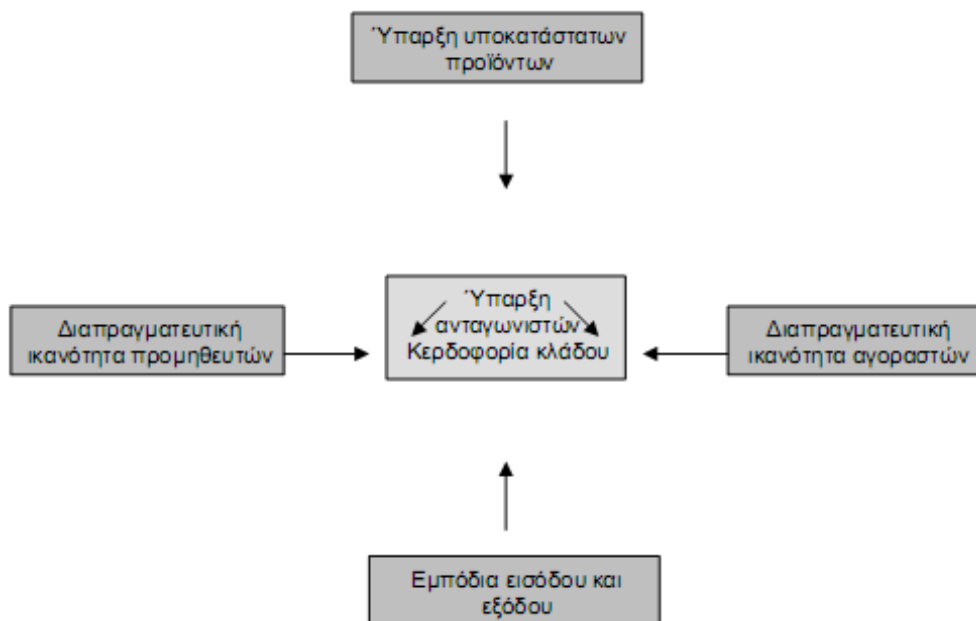 Ύπαρξη υποκατάστατων
προϊόντων
Ύπαρξη
ανταγωνιστών
Κερδοφορία κλάδου
Διαπραγματευτική
ικανότητα προμηθευτών
Διαπραγματευτική
ικανότητα αγοραστών
Εμπόδια εισόδου και
εξόδου